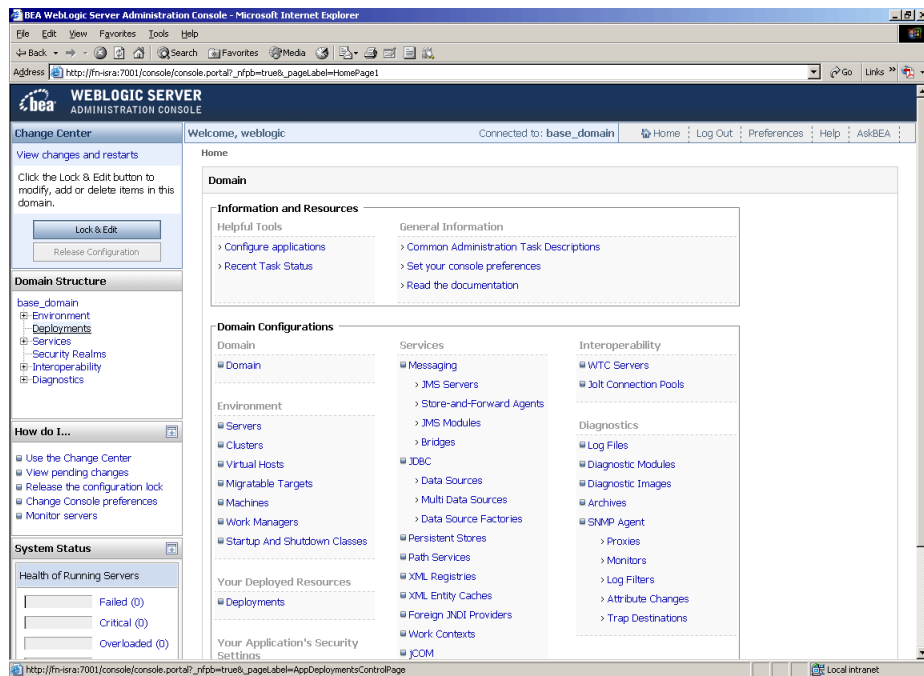 BEA WebLogic Server Administration Console - Microsoft Internet Explorer
File Edit View Favorites Tools Help
Back Search Favorites Media
Address http://fn-isra:7001/console/console.portal?_nfpb=true&_pageLabel=HomePage1 Go Links »
bea WEBLOGIC SERVER
ADMINISTRATION CONSOLE
Change Center
View changes and restarts
Click the Lock & Edit button to
modify, add or delete items in this
domain.
Lock & Edit
Release Configuration
Domain Structure
base_domain
Environment
Deployments
Services
Security Realms
Interoperability
Diagnostics
How do I...
Use the Change Center
View pending changes
Release the configuration lock
Change Console preferences
Monitor servers
System Status
Health of Running Servers
Failed (0)
Critical (0)
Overloaded (0)
Welcome, weblogic Connected to: base_domain Home Log Out Preferences Help AskBEA
Home
Domain
Information and Resources
Helpful Tools
› Configure applications
› Recent Task Status
General Information
› Common Administration Task Descriptions
› Set your console preferences
› Read the documentation
Domain Configurations
Domain
Domain
Environment
Servers
Clusters
Virtual Hosts
Migratable Targets
Machines
Work Managers
Startup And Shutdown Classes
Your Deployed Resources
Deployments
Your Application's Security
Settings
Services
Messaging
› JMS Servers
› Store-and-Forward Agents
› JMS Modules
› Bridges
JDBC
› Data Sources
› Multi Data Sources
› Data Source Factories
Persistent Stores
Path Services
XML Registries
XML Entity Caches
Foreign JNDI Providers
Work Contexts
jCOM
Interoperability
WTC Servers
Jolt Connection Pools
Diagnostics
Log Files
Diagnostic Modules
Diagnostic Images
Archives
SNMP Agent
› Proxies
› Monitors
› Log Filters
› Attribute Changes
› Trap Destinations
http://fn-isra:7001/console/console.portal?_nfpb=true&_pageLabel=AppDeploymentsControlPage Local intranet